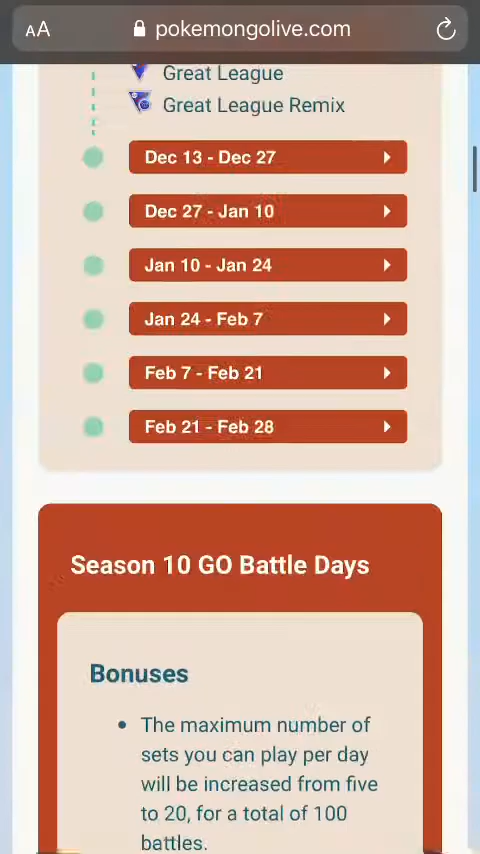 AA pokemongolive.com
Great League
Great League Remix
Dec 13 - Dec 27
Dec 27 - Jan 10
Jan 10 - Jan 24
Jan 24 - Feb 7
Feb 7 - Feb 21
Feb 21 - Feb 28
Season 10 GO Battle Days
Bonuses
• The maximum number of
sets you can play per day
will be increased from five
to 20, for a total of 100
battles.